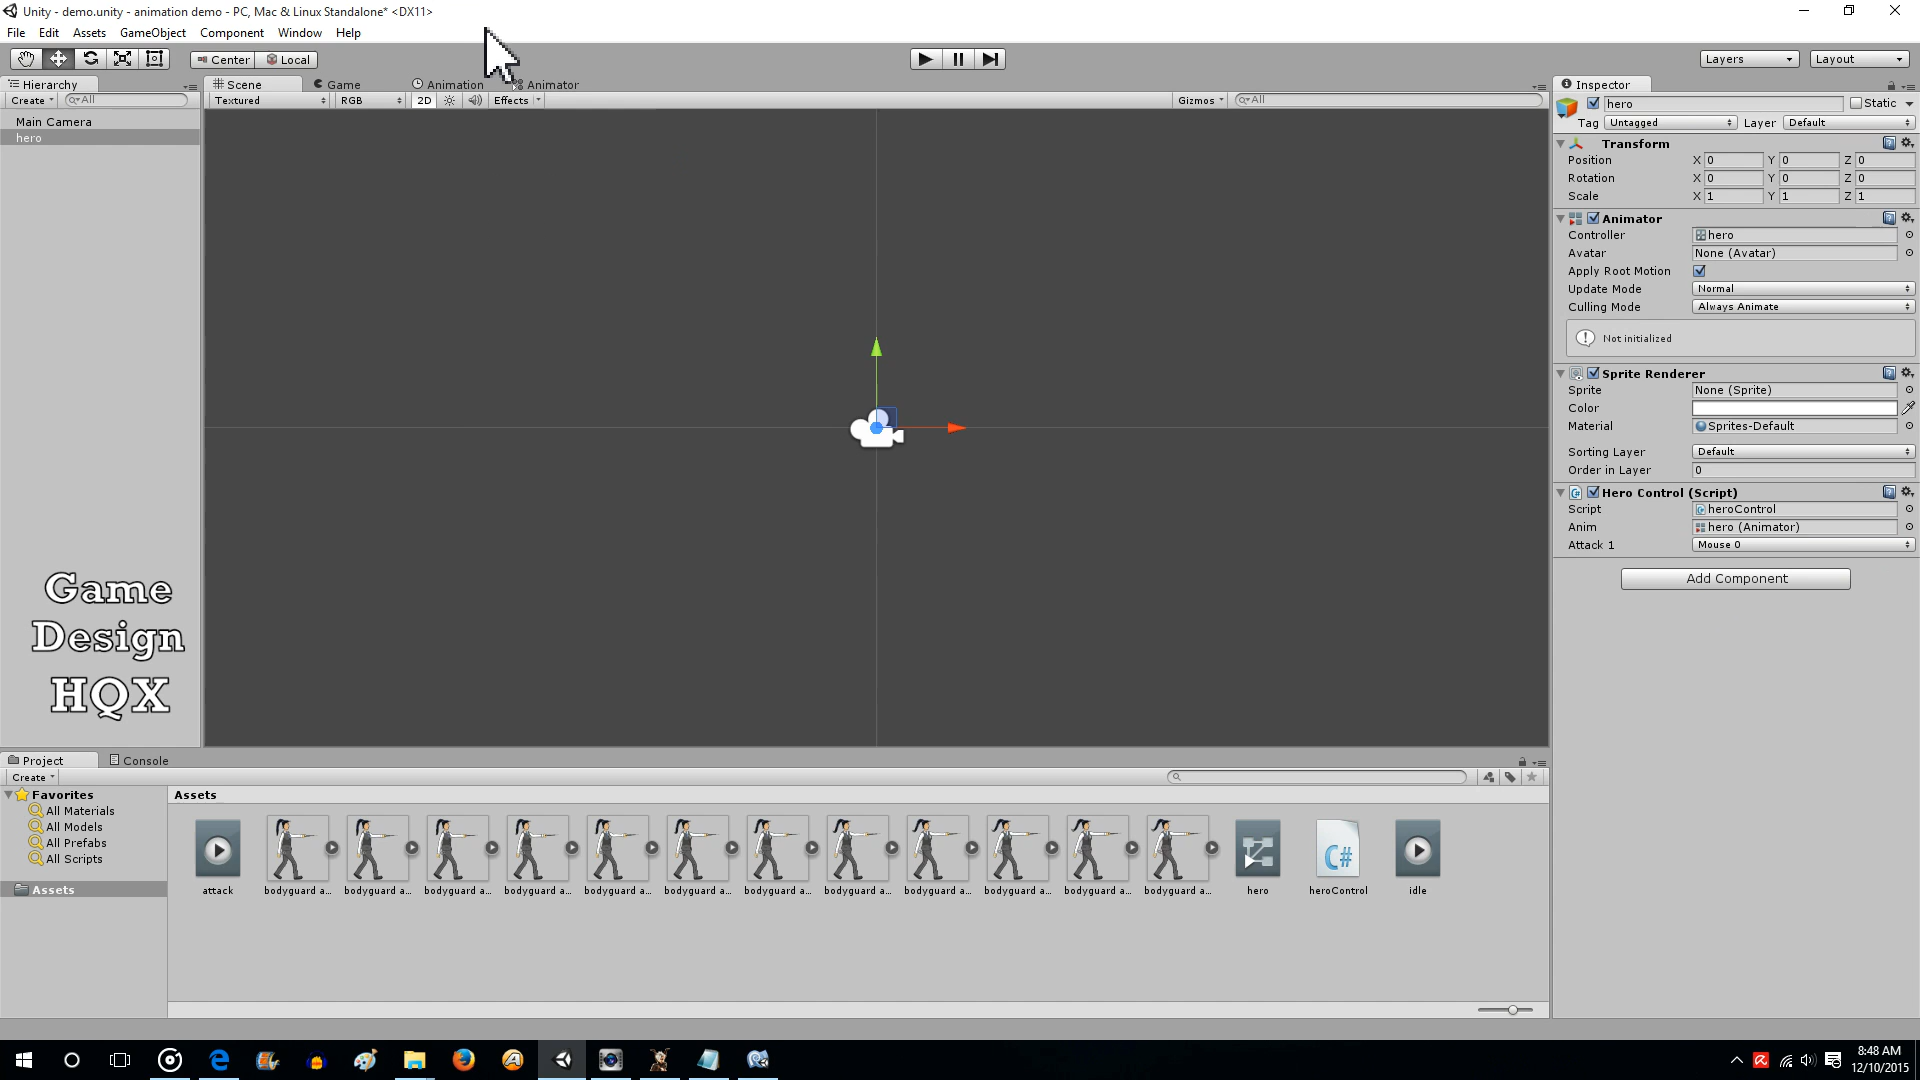 Unity - demo.unity - animation demo - PC, Mac & Linux Standalone* <DX11>
File Edit Assets GameObject Component Window Help
Center Local Layers Layout
Hierarchy Scene Game Animation Animator Inspector
Create All Textured RGB 2D Effects Gizmos All
hero Static
Main Camera
hero
Tag Untagged Layer Default
Transform
Position X 0 Y 0 Z 0
Rotation X 0 Y 0 Z 0
Scale X 1 Y 1 Z 1
Animator
Controller hero
Avatar None (Avatar)
Apply Root Motion
Update Mode Normal
Culling Mode Always Animate
Not initialized
Sprite Renderer
Sprite None (Sprite)
Color
Material Sprites-Default
Sorting Layer Default
Order in Layer 0
Hero Control (Script)
Script heroControl
Anim hero (Animator)
Attack 1 Mouse 0
Add Component
Game
Design
HQX
Project Console
Create
Favorites
All Materials
All Models
All Prefabs
All Scripts
Assets
Assets
C#
attack bodyguard a... bodyguard a... bodyguard a... bodyguard a... bodyguard a... bodyguard a... bodyguard a... bodyguard a... bodyguard a... bodyguard a... bodyguard a... bodyguard a... hero heroControl idle
8:48 AM
12/10/2015